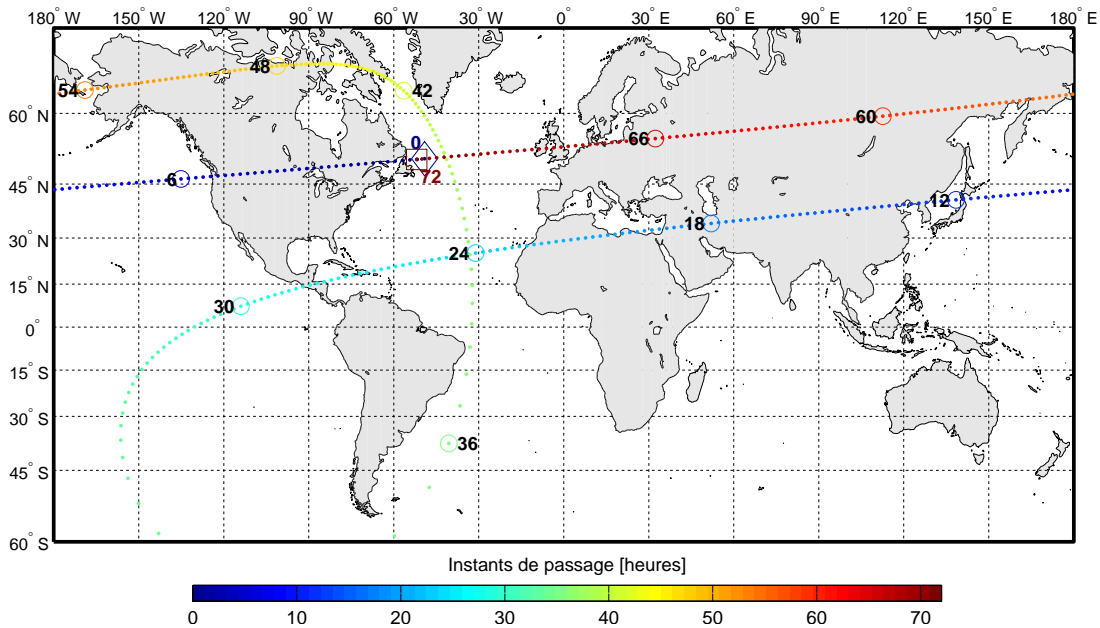 180° W 150° W 120° W 90° W 60° W 30° W 0° 30° E 60° E 90° E 120° E 150° E 180° E
48
54
42
60° N
60
66
0
72
45° N
6
12
18
30° N
24
15° N
30
0°
15° S
30° S
36
45° S
60° S
Instants de passage [heures]
0 10 20 30 40 50 60 70